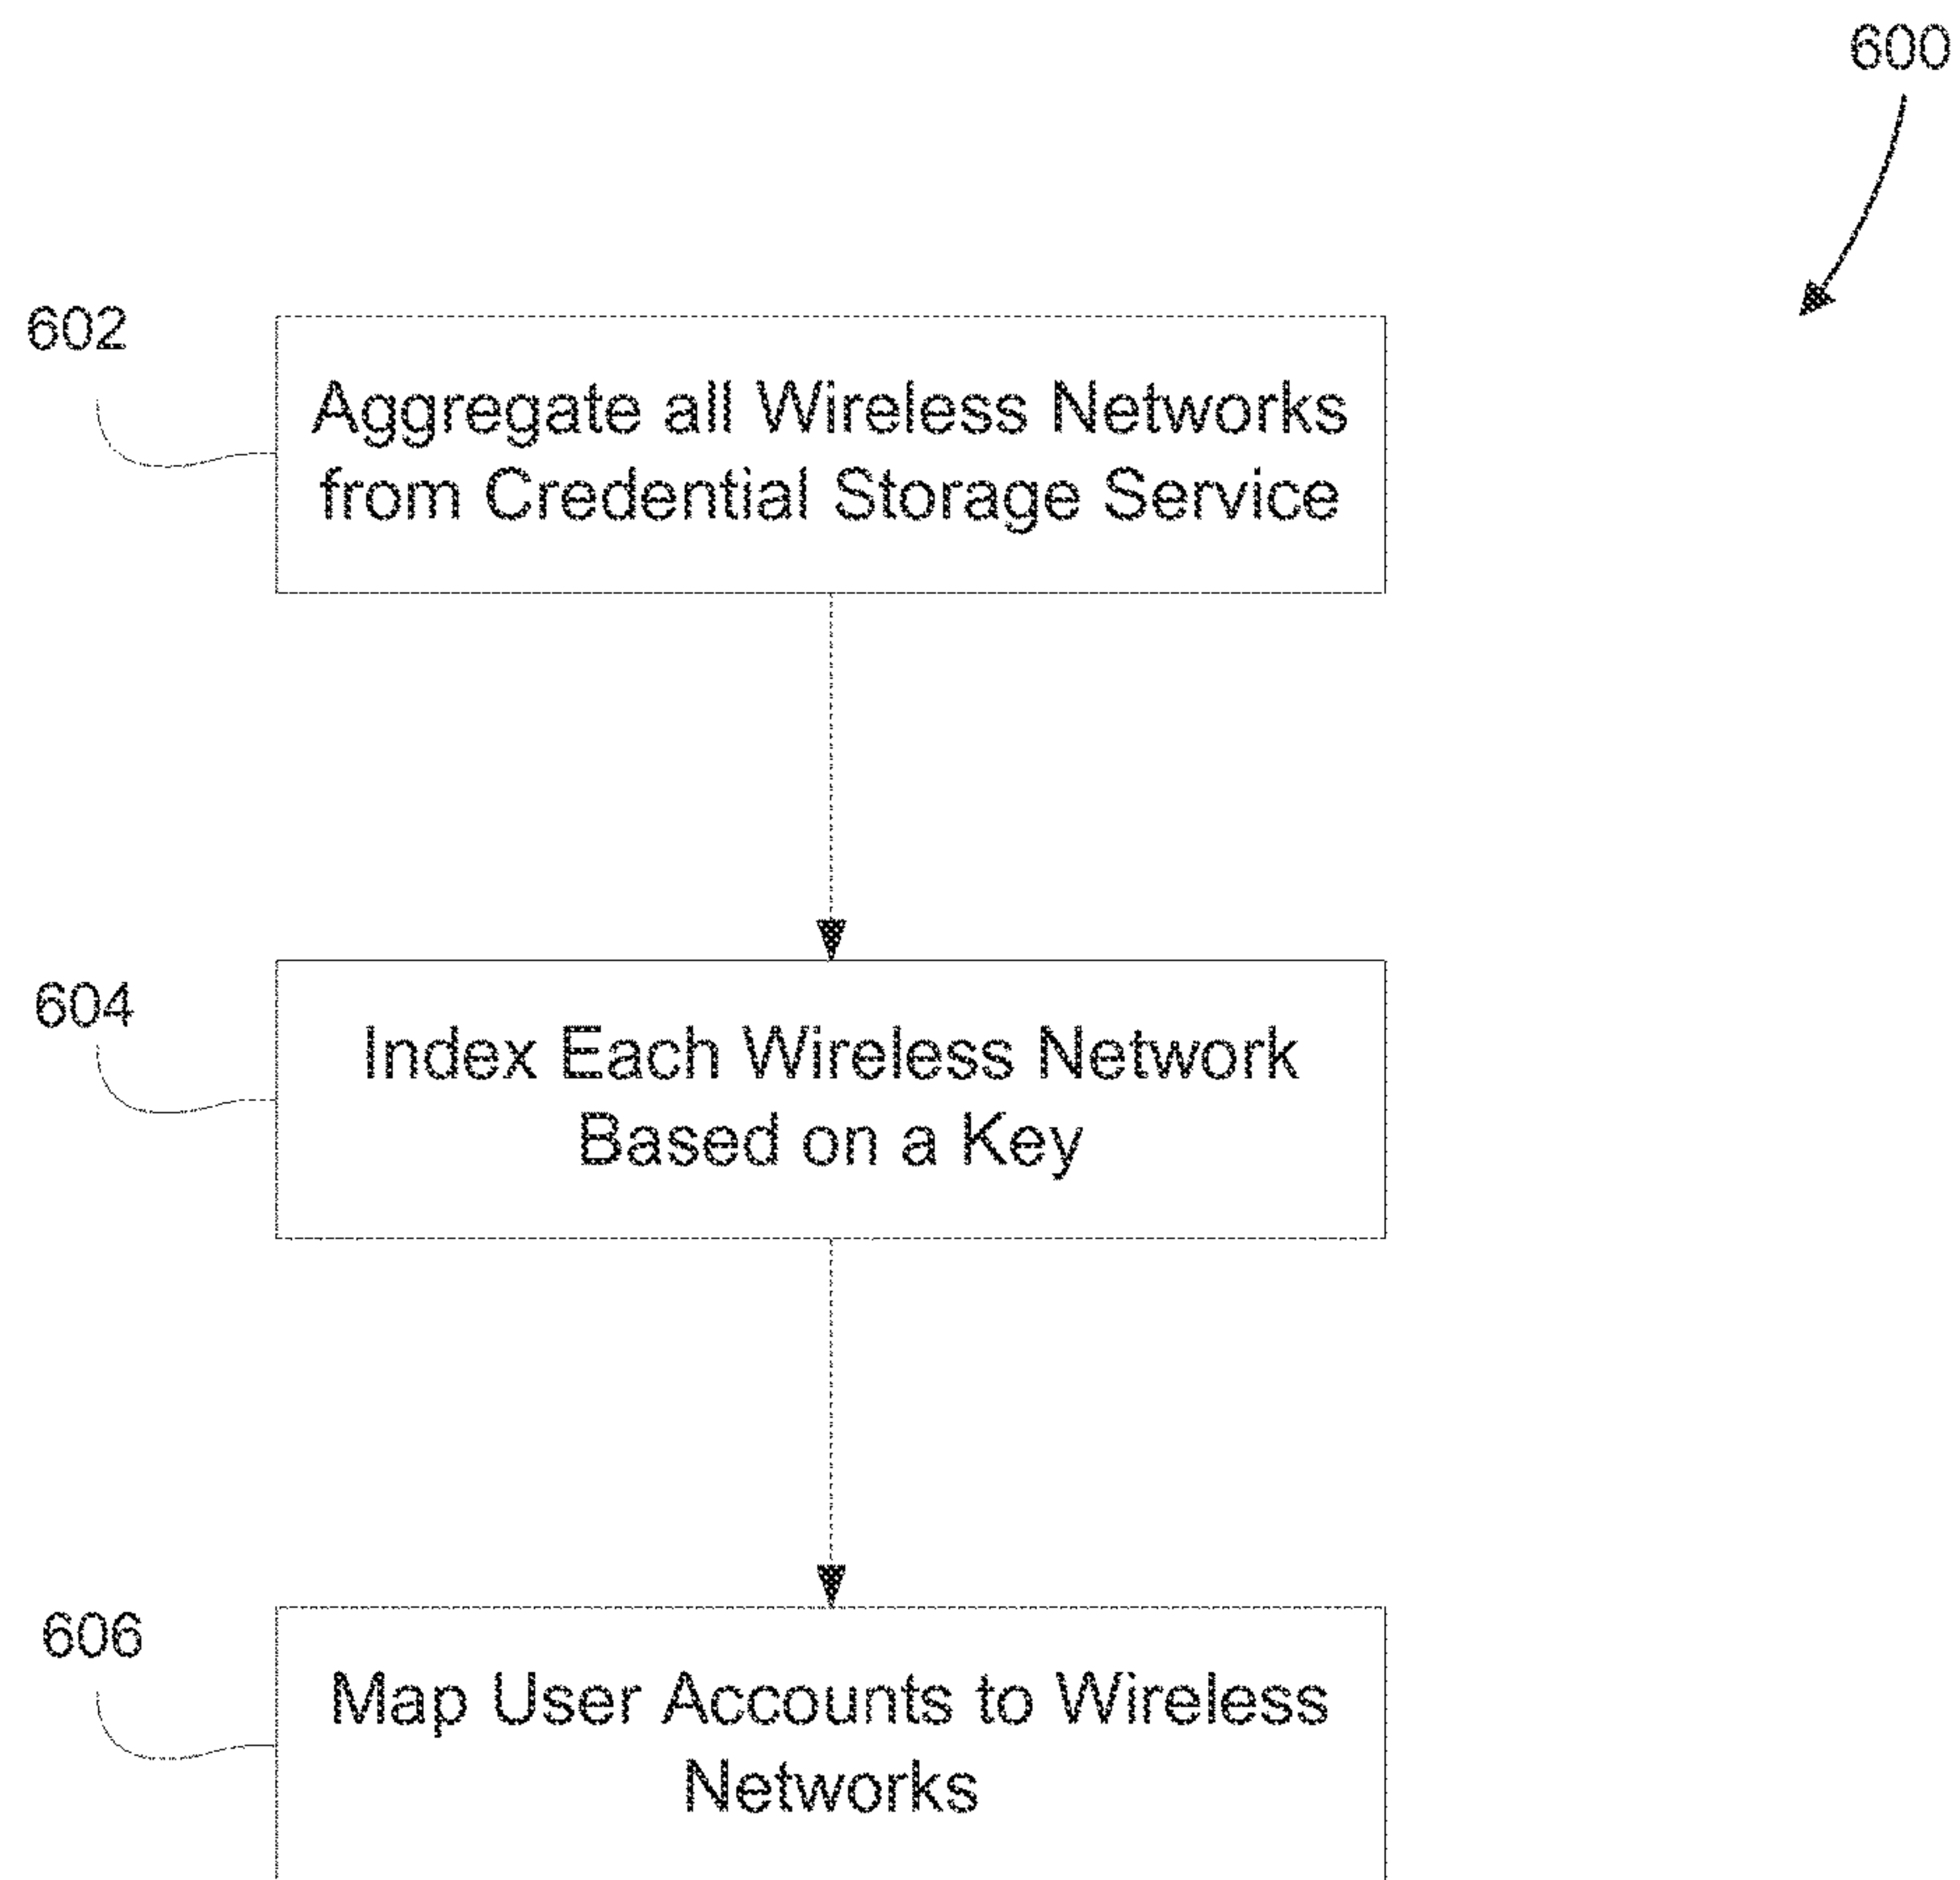 600
602
Aggregate all Wireless Networks
from Credential Storage Service
604
Index Each Wireless Network
Based on a Key
606
Map User Accounts to Wireless
Networks